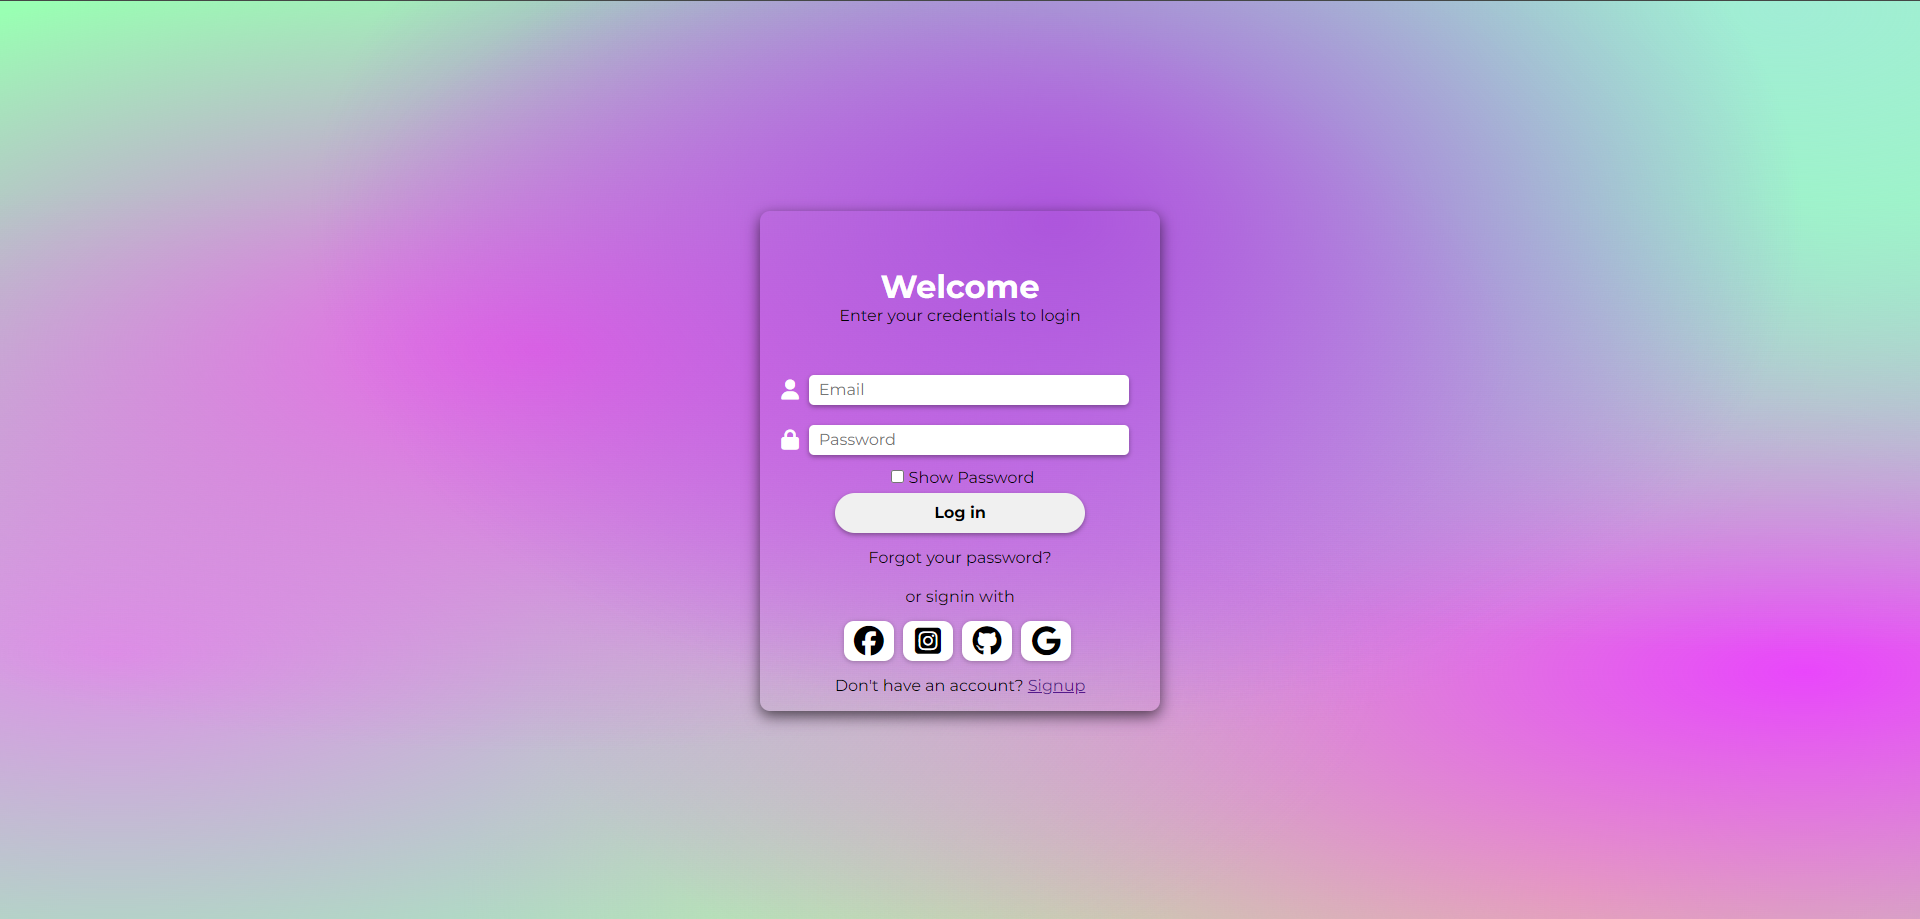 Welcome
Enter your credentials to login
Email
Password
Show Password
Log in
Forgot your password?
or signin with
Don't have an account? Signup